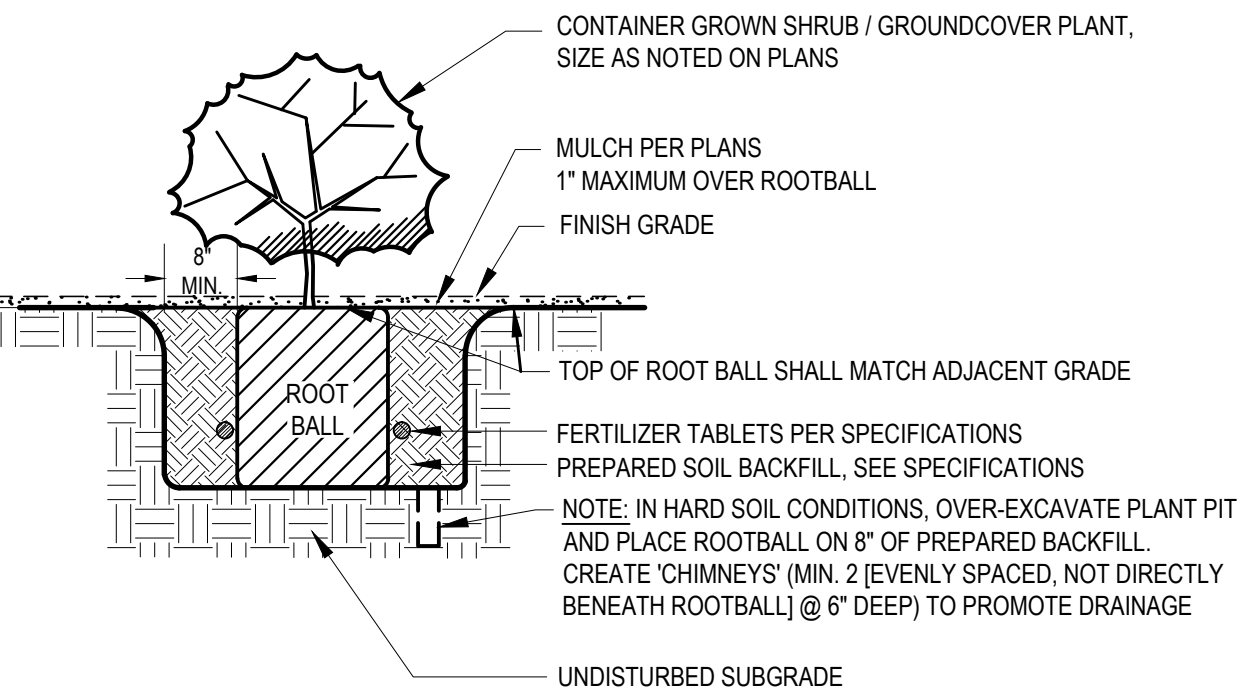 CONTAINER GROWN SHRUB / GROUNDCOVER PLANT,
SIZE AS NOTED ON PLANS
MULCH PER PLANS
1" MAXIMUM OVER ROOTBALL
FINISH GRADE
8"
MIN.
TOP OF ROOT BALL SHALL MATCH ADJACENT GRADE
ROOT
BALL
FERTILIZER TABLETS PER SPECIFICATIONS
PREPARED SOIL BACKFILL, SEE SPECIFICATIONS
NOTE: IN HARD SOIL CONDITIONS, OVER-EXCAVATE PLANT PIT
AND PLACE ROOTBALL ON 8" OF PREPARED BACKFILL.
CREATE 'CHIMNEYS' (MIN. 2 [EVENLY SPACED, NOT DIRECTLY
BENEATH ROOTBALL] @ 6" DEEP) TO PROMOTE DRAINAGE
UNDISTURBED SUBGRADE